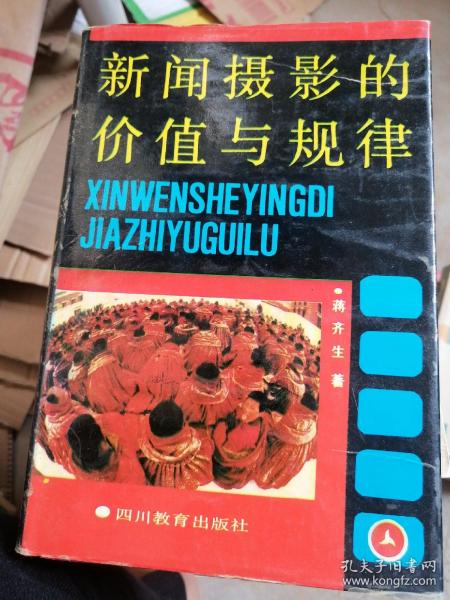 新闻摄影的
价值与规律
XINWENSHEYINGDI
JIAZHIYUGUILU
蒋齐生 著
四川教育出版社
孔夫子旧书网
www.kongfz.com